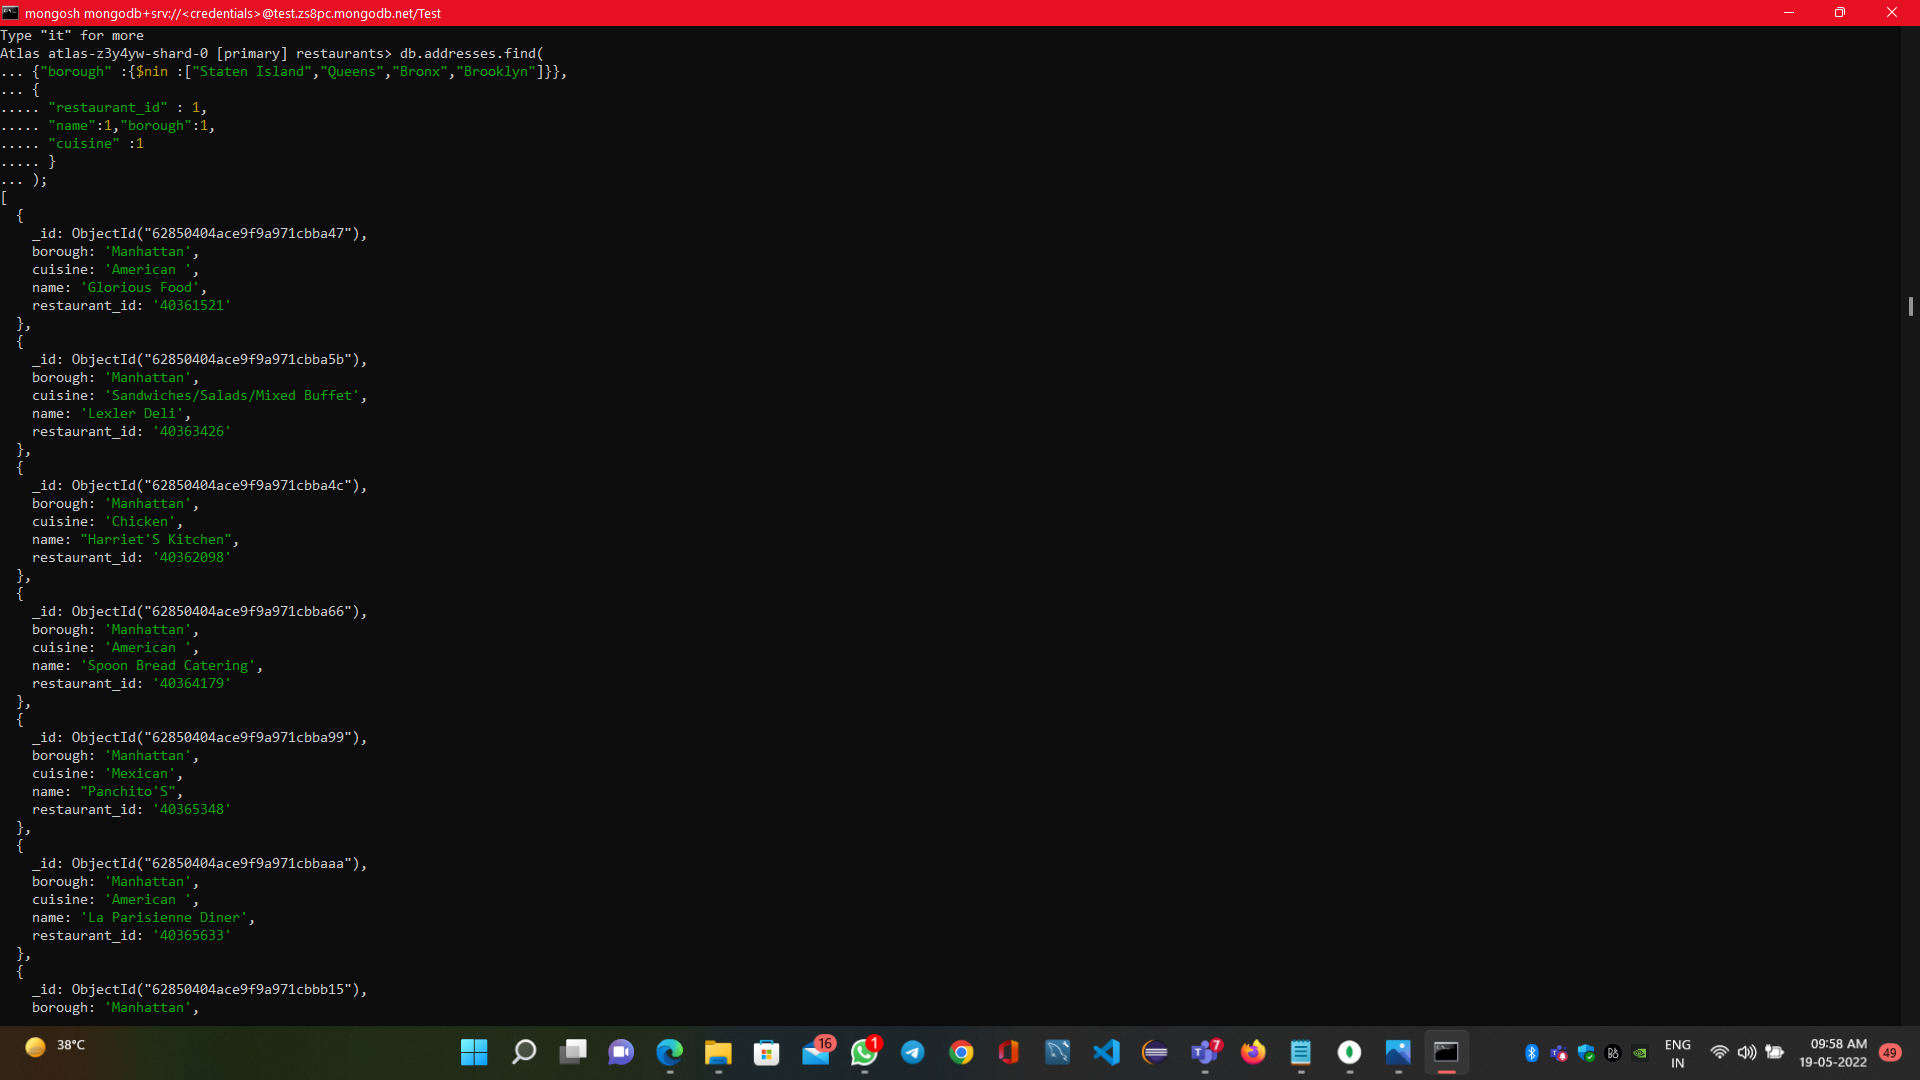 mongosh mongodb+srv://<credentials>@test.zs8pc.mongodb.net/Test
Type "it" for more
Atlas atlas-z3y4yw-shard-0 [primary] restaurants> db.addresses.find(
... {"borough" :{$nin :["Staten Island","Queens","Bronx","Brooklyn"]}},
... {
..... "restaurant_id" : 1,
..... "name":1,"borough":1,
..... "cuisine" :1
..... }
... );
[
  {
    _id: ObjectId("62850404ace9f9a971cbba47"),
    borough: 'Manhattan',
    cuisine: 'American ',
    name: 'Glorious Food',
    restaurant_id: '40361521'
  },
  {
    _id: ObjectId("62850404ace9f9a971cbba5b"),
    borough: 'Manhattan',
    cuisine: 'Sandwiches/Salads/Mixed Buffet',
    name: 'Lexler Deli',
    restaurant_id: '40363426'
  },
  {
    _id: ObjectId("62850404ace9f9a971cbba4c"),
    borough: 'Manhattan',
    cuisine: 'Chicken',
    name: "Harriet'S Kitchen",
    restaurant_id: '40362098'
  },
  {
    _id: ObjectId("62850404ace9f9a971cbba66"),
    borough: 'Manhattan',
    cuisine: 'American ',
    name: 'Spoon Bread Catering',
    restaurant_id: '40364179'
  },
  {
    _id: ObjectId("62850404ace9f9a971cbba99"),
    borough: 'Manhattan',
    cuisine: 'Mexican',
    name: "Panchito'S",
    restaurant_id: '40365348'
  },
  {
    _id: ObjectId("62850404ace9f9a971cbbaaa"),
    borough: 'Manhattan',
    cuisine: 'American ',
    name: 'La Parisienne Diner',
    restaurant_id: '40365633'
  },
  {
    _id: ObjectId("62850404ace9f9a971cbbb15"),
    borough: 'Manhattan',
38°C
16
1
7
ENG
IN
09:58 AM
19-05-2022
49